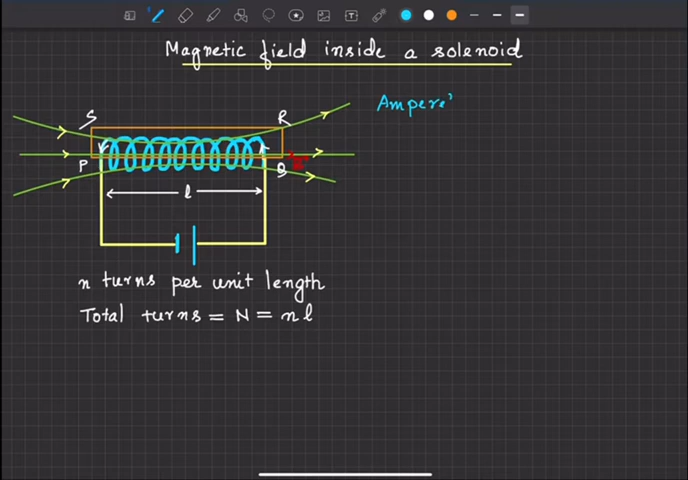 Magnetic field inside a solenoid
Ampere'
S
R
P
Q
l
n turns per unit length
Total turns = N = nl